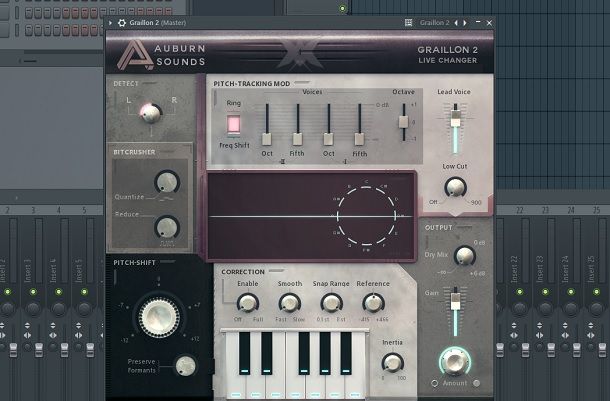 Graillon 2 (Master)
Graillon 2
AUBURN
SOUNDS
GRAILLON 2
LIVE CHANGER
DETECT
L R
PITCH-TRACKING MOD
Ring
Freq Shift
Voices
0 dB
Oct Fifth Oct Fifth
-II -I
Octave
+1
-0
-1
Lead Voice
Low Cut
Off 900
BITCRUSHER
Quantize
Reduce
PITCH-SHIFT
0
-7 +7
-12 +12
Preserve
Formants
CORRECTION
Enable Smooth Snap Range Reference
Off Full Fast Slow 0.1st Est -415 +466
Inertia
0 100
OUTPUT
0 dB
Dry Mix
-∞ +6 dB
Gain
Amount
2 3 4 5
22 23 24 25
Insert 2
Insert 3
Insert 4
Insert 5
Insert 22
Insert 23
Insert 24
Insert 25